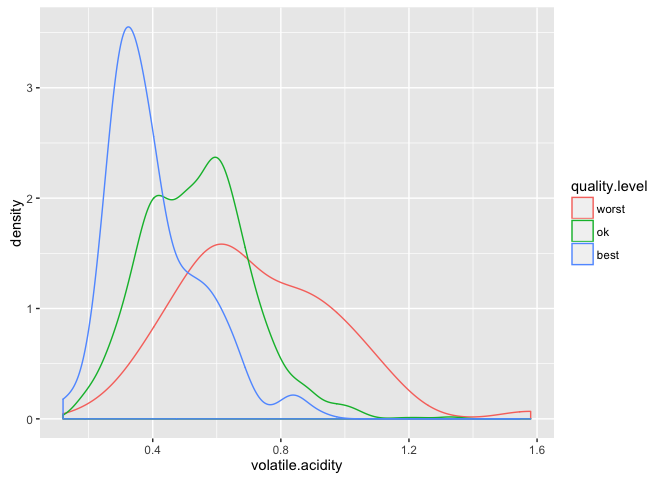 density
3
2
1
0
0.4
0.8
1.2
1.6
volatile.acidity
quality.level
worst
ok
best